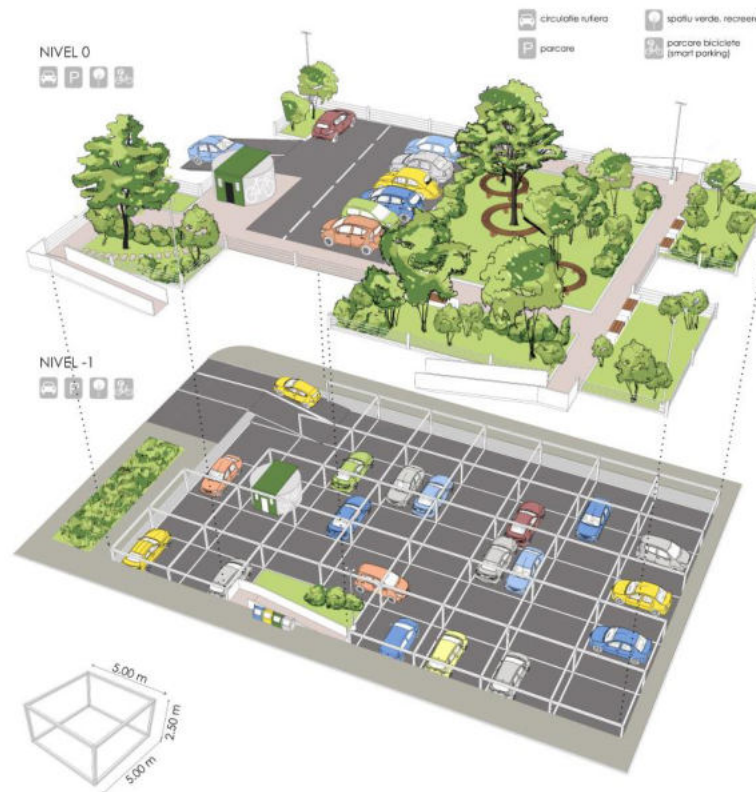 circulatie rutiera
spatiu verde, recreere
P parcare
parcare biciclete
(smart parking)
NIVEL 0
P
NIVEL -1
P
5.00 m
2.50 m
5.00 m